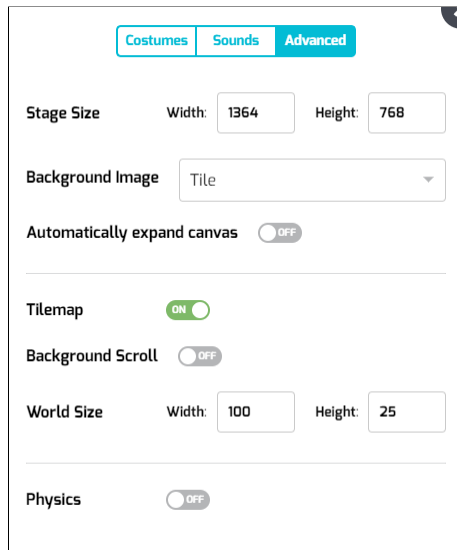 Costumes Sounds Advanced
Stage Size Width: 1364 Height: 768
Background Image Tile
Automatically expand canvas OFF
Tilemap ON
Background Scroll OFF
World Size Width: 100 Height: 25
Physics OFF